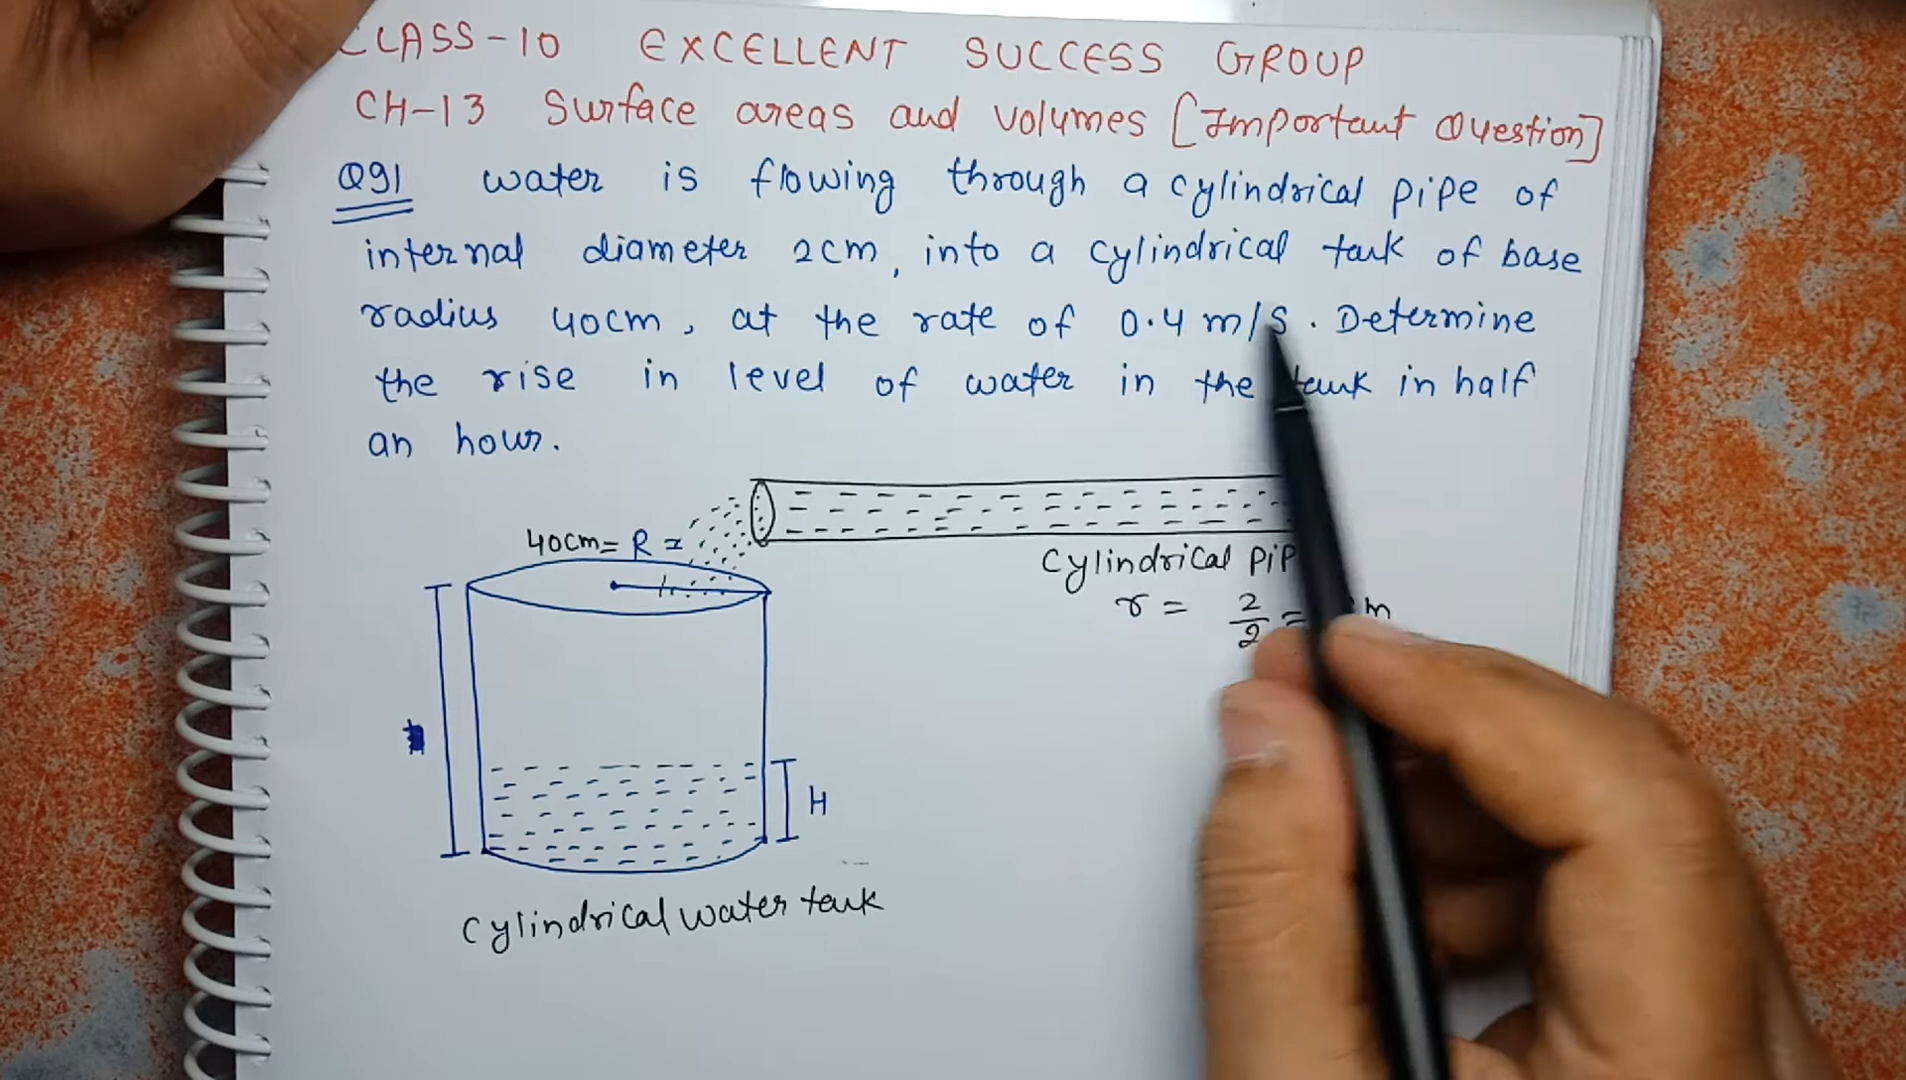 CLASS-10 EXCELLENT SUCCESS GROUP
CH-13 Surface areas and volumes [Important Question]
Q91 water is flowing through a cylindrical pipe of
internal diameter 2cm, into a cylindrical tank of base
radius 40cm, at the rate of 0.4 m/s. Determine
the rise in level of water in the tank in half
an hour.
40cm = R =
Cylindrical pip
r = 2/2 = m
H
Cylindrical water tank